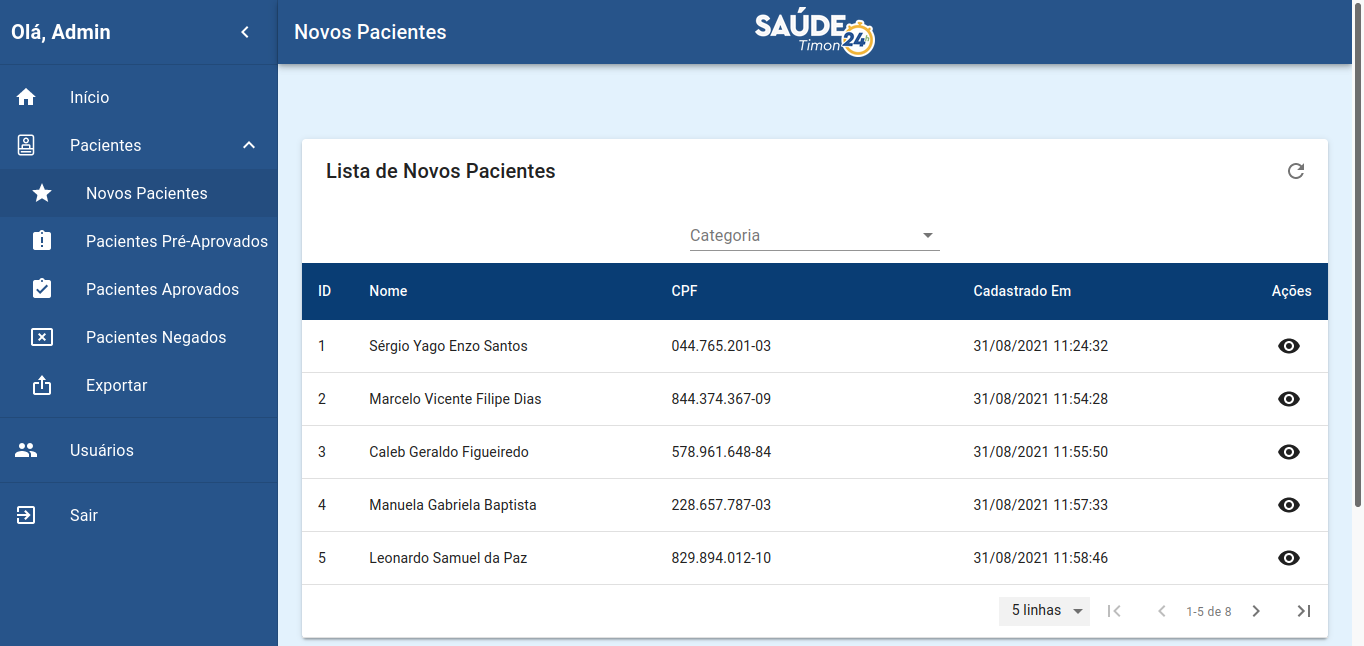 Olá, Admin
Novos Pacientes
SAÚDE
Timon 24h
Início
Pacientes
Novos Pacientes
Pacientes Pré-Aprovados
Pacientes Aprovados
Pacientes Negados
Exportar
Usuários
Sair
Lista de Novos Pacientes
Categoria
ID Nome CPF Cadastrado Em Ações
1 Sérgio Yago Enzo Santos 044.765.201-03 31/08/2021 11:24:32
2 Marcelo Vicente Filipe Dias 844.374.367-09 31/08/2021 11:54:28
3 Caleb Geraldo Figueiredo 578.961.648-84 31/08/2021 11:55:50
4 Manuela Gabriela Baptista 228.657.787-03 31/08/2021 11:57:33
5 Leonardo Samuel da Paz 829.894.012-10 31/08/2021 11:58:46
5 linhas 1-5 de 8